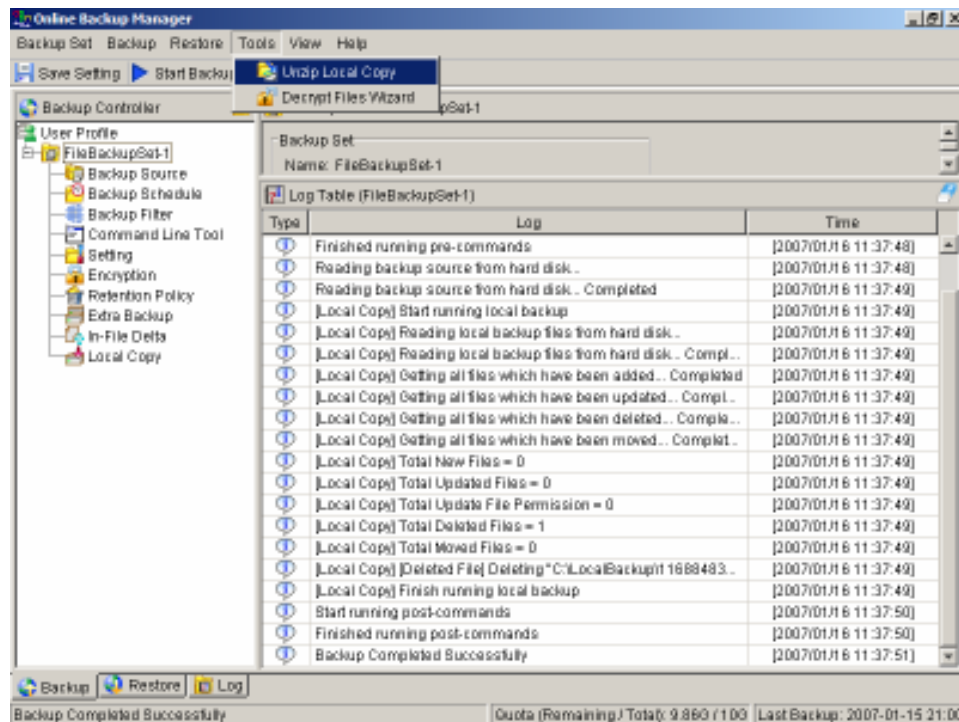 Online Backup Manager
Backup Set Backup Restore Tools View Help
Save Setting Start Backup
Unzip Local Copy
Decrypt Files Wizard
Backup Controller
User Profile
FileBackupSet-1
Backup Source
Backup Schedule
Backup Filter
Command Line Tool
Setting
Encryption
Retention Policy
Extra Backup
In-File Delta
Local Copy
Backup Set
Name: FileBackupSet-1
Log Table (FileBackupSet-1)
Type Log Time
Finished running pre-commands [2007/01/16 11:37:48]
Reading backup source from hard disk... [2007/01/16 11:37:48]
Reading backup source from hard disk... Completed [2007/01/16 11:37:49]
[Local Copy] Start running local backup [2007/01/16 11:37:49]
[Local Copy] Reading local backup files from hard disk... [2007/01/16 11:37:49]
[Local Copy] Reading local backup files from hard disk... Compl... [2007/01/16 11:37:49]
[Local Copy] Getting all files which have been added... Completed [2007/01/16 11:37:49]
[Local Copy] Getting all files which have been updated... Compl... [2007/01/16 11:37:49]
[Local Copy] Getting all files which have been deleted... Comple... [2007/01/16 11:37:49]
[Local Copy] Getting all files which have been moved... Complet... [2007/01/16 11:37:49]
[Local Copy] Total New Files = 0 [2007/01/16 11:37:49]
[Local Copy] Total Updated Files = 0 [2007/01/16 11:37:49]
[Local Copy] Total Update File Permission = 0 [2007/01/16 11:37:49]
[Local Copy] Total Deleted Files = 1 [2007/01/16 11:37:49]
[Local Copy] Total Moved Files = 0 [2007/01/16 11:37:49]
[Local Copy] [Deleted File] Deleting "C:\LocalBackup\11688483... [2007/01/16 11:37:49]
[Local Copy] Finish running local backup [2007/01/16 11:37:49]
Start running post-commands [2007/01/16 11:37:50]
Finished running post-commands [2007/01/16 11:37:50]
Backup Completed Successfully [2007/01/16 11:37:51]
Backup Restore Log
Backup Completed Successfully Quota (Remaining / Total): 9.86G / 10G Last Backup: 2007-01-15 21:00